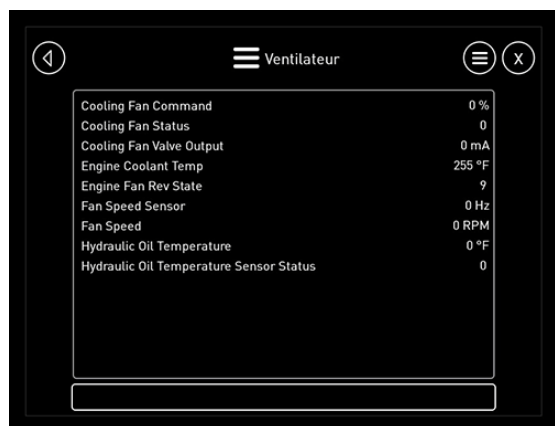 Ventilateur
X
Cooling Fan Command 0 %
Cooling Fan Status 0
Cooling Fan Valve Output 0 mA
Engine Coolant Temp 255 °F
Engine Fan Rev State 9
Fan Speed Sensor 0 Hz
Fan Speed 0 RPM
Hydraulic Oil Temperature 0 °F
Hydraulic Oil Temperature Sensor Status 0